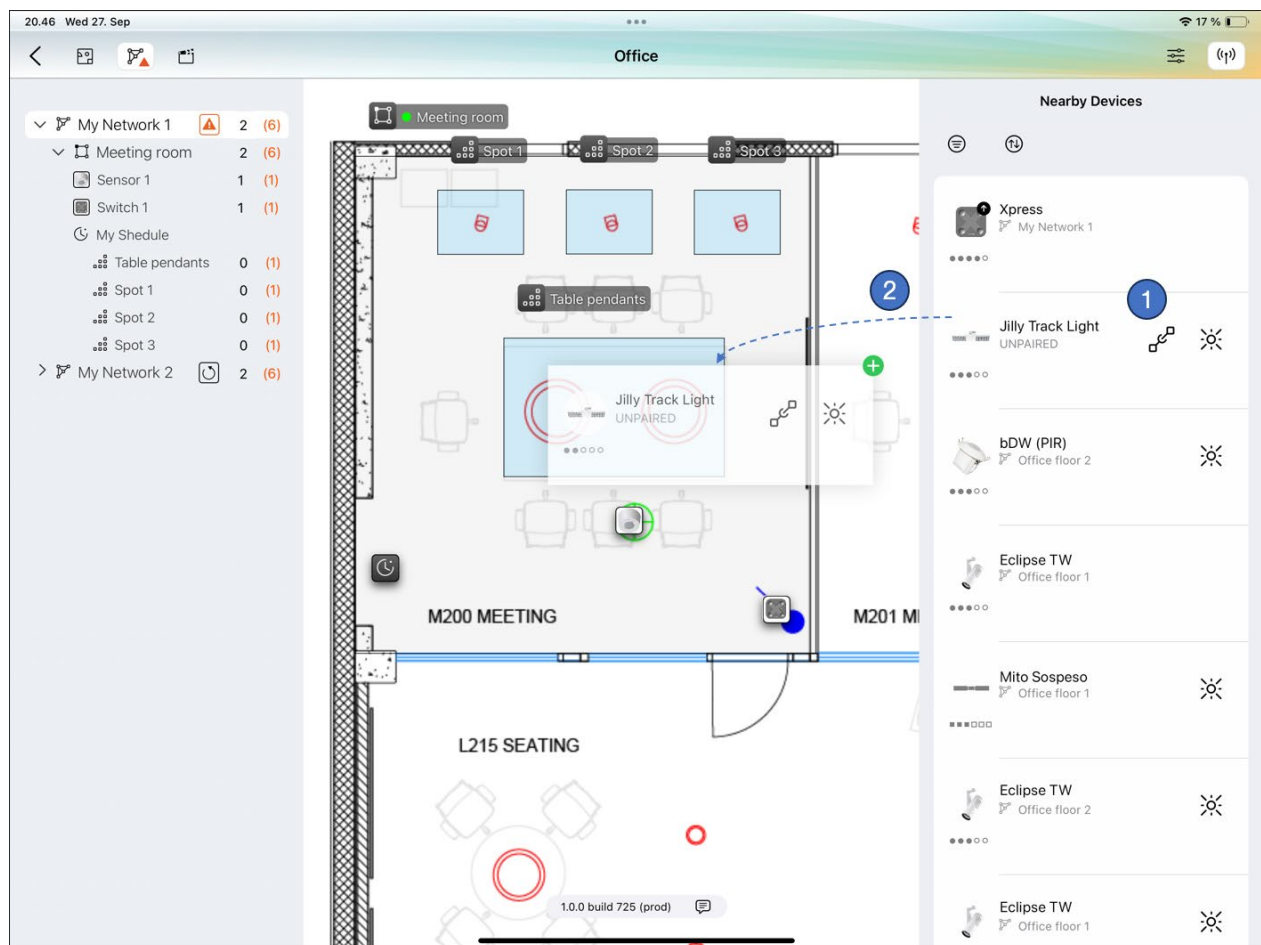 20.46 Wed 27. Sep
17 %
Office
My Network 1 2 (6)
Meeting room 2 (6)
Sensor 1 1 (1)
Switch 1 1 (1)
My Shedule
Table pendants 0 (1)
Spot 1 0 (1)
Spot 2 0 (1)
Spot 3 0 (1)
My Network 2 2 (6)
Meeting room
Spot 1
Spot 2
Spot 3
Table pendants
2
Jilly Track Light
UNPAIRED
M200 MEETING
M201 M
L215 SEATING
1.0.0 build 725 (prod)
Nearby Devices
Xpress
My Network 1
1
Jilly Track Light
UNPAIRED
bDW (PIR)
Office floor 2
Eclipse TW
Office floor 1
Mito Sospeso
Office floor 1
Eclipse TW
Office floor 2
Eclipse TW
Office floor 1